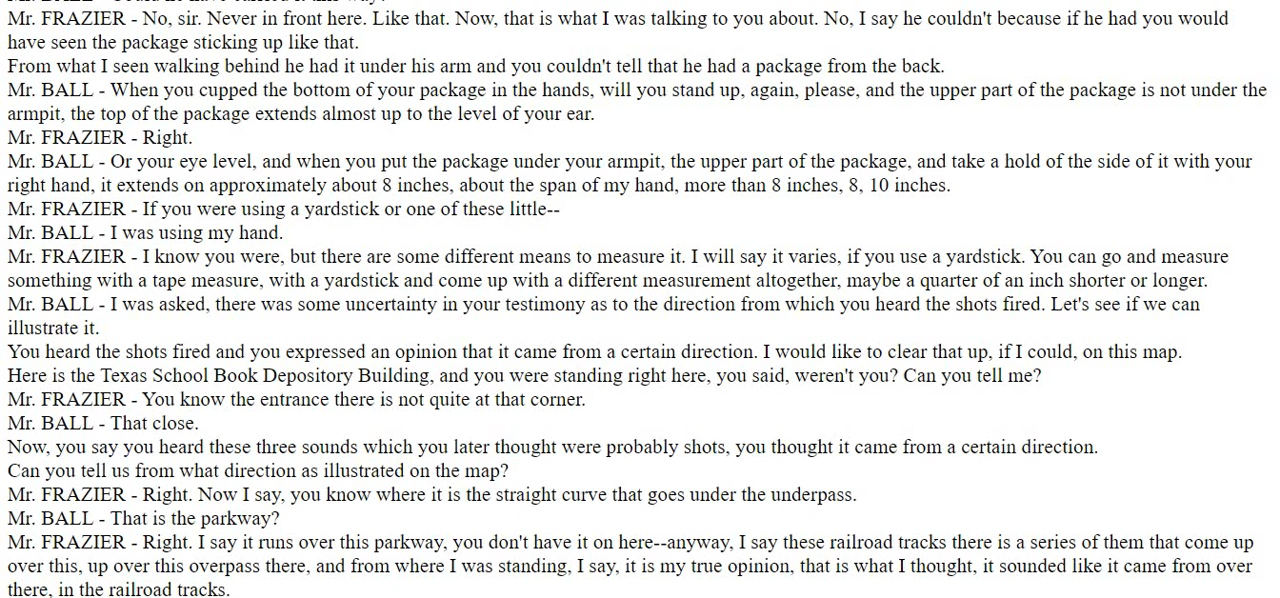 Mr. FRAZIER - No, sir. Never in front here. Like that. Now, that is what I was talking to you about. No, I say he couldn't because if he had you would
have seen the package sticking up like that.
From what I seen walking behind he had it under his arm and you couldn't tell that he had a package from the back.
Mr. BALL - When you cupped the bottom of your package in the hands, will you stand up, again, please, and the upper part of the package is not under the
armpit, the top of the package extends almost up to the level of your ear.
Mr. FRAZIER - Right.
Mr. BALL - Or your eye level, and when you put the package under your armpit, the upper part of the package, and take a hold of the side of it with your
right hand, it extends on approximately about 8 inches, about the span of my hand, more than 8 inches, 8, 10 inches.
Mr. FRAZIER - If you were using a yardstick or one of these little--
Mr. BALL - I was using my hand.
Mr. FRAZIER - I know you were, but there are some different means to measure it. I will say it varies, if you use a yardstick. You can go and measure
something with a tape measure, with a yardstick and come up with a different measurement altogether, maybe a quarter of an inch shorter or longer.
Mr. BALL - I was asked, there was some uncertainty in your testimony as to the direction from which you heard the shots fired. Let's see if we can
illustrate it.
You heard the shots fired and you expressed an opinion that it came from a certain direction. I would like to clear that up, if I could, on this map.
Here is the Texas School Book Depository Building, and you were standing right here, you said, weren't you? Can you tell me?
Mr. FRAZIER - You know the entrance there is not quite at that corner.
Mr. BALL - That close.
Now, you say you heard these three sounds which you later thought were probably shots, you thought it came from a certain direction.
Can you tell us from what direction as illustrated on the map?
Mr. FRAZIER - Right. Now I say, you know where it is the straight curve that goes under the underpass.
Mr. BALL - That is the parkway?
Mr. FRAZIER - Right. I say it runs over this parkway, you don't have it on here--anyway, I say these railroad tracks there is a series of them that come up
over this, up over this overpass there, and from where I was standing, I say, it is my true opinion, that is what I thought, it sounded like it came from over
there, in the railroad tracks.